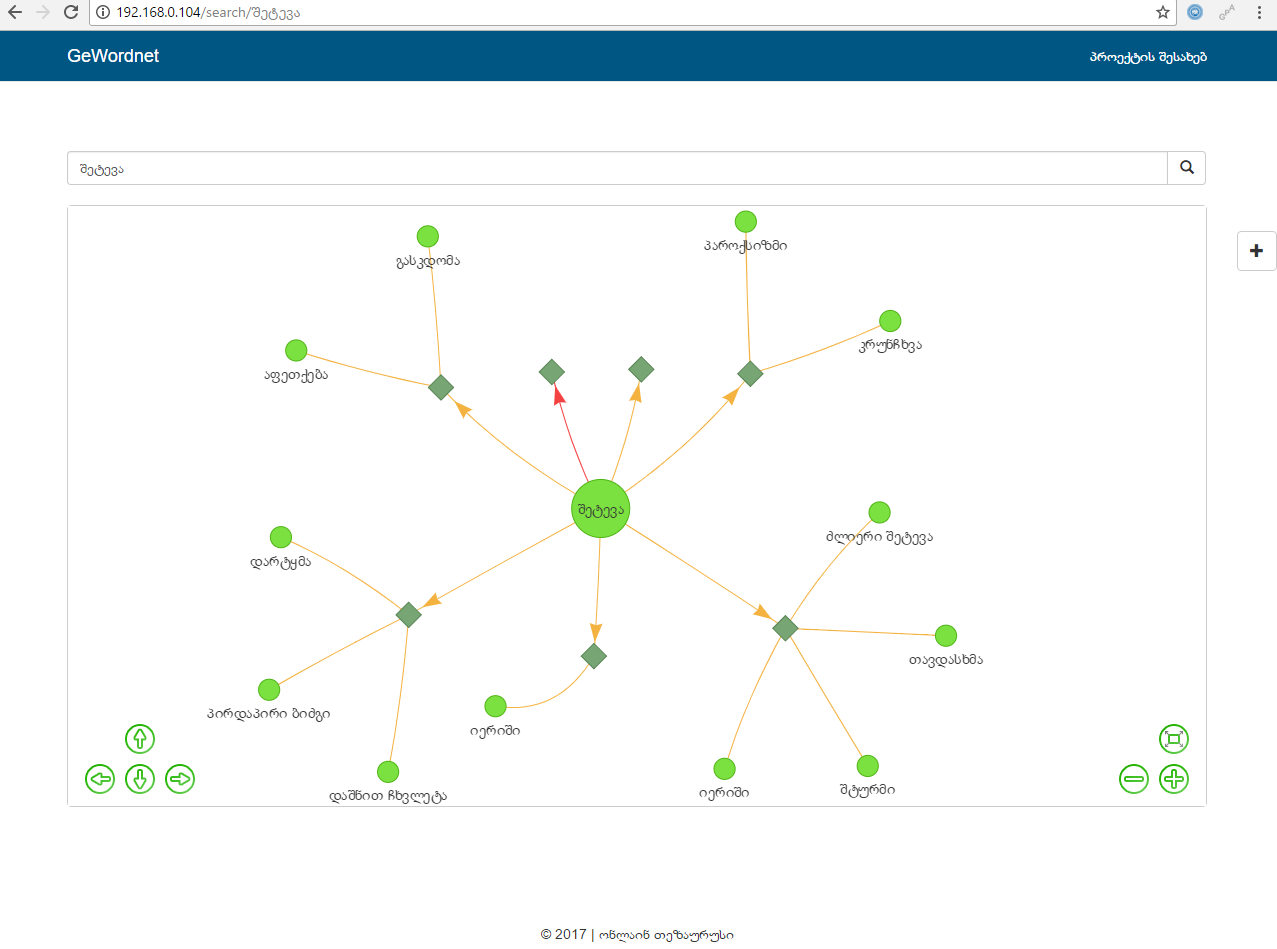 192.168.0.104/search/შეტევა
GeWordnet
პროექტის შესახებ
შეტევა
პაროქსიზმი
გასკდომა
კრუნჩხვა
აფეთქება
შეტევა
ძლიერი შეტევა
დარტყმა
თავდასხმა
პირდაპირი ბიძგი
იერიში
დაშნით ჩხვლეტა
იერიში
შტურმი
© 2017 | ონლაინ თეზაურუსი